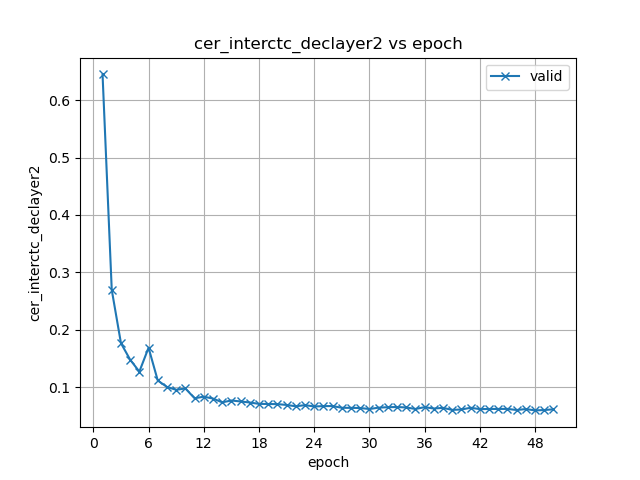 cer_interctc_declayer2 vs epoch
valid
cer_interctc_declayer2
0.6
0.5
0.4
0.3
0.2
0.1
0 6 12 18 24 30 36 42 48
epoch